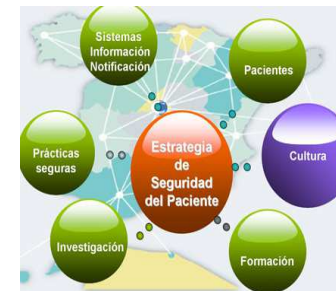 Sistemas
Información
Notificación
Pacientes
Prácticas
seguras
Estrategia
de
Seguridad
del Paciente
Cultura
Investigación
Formación